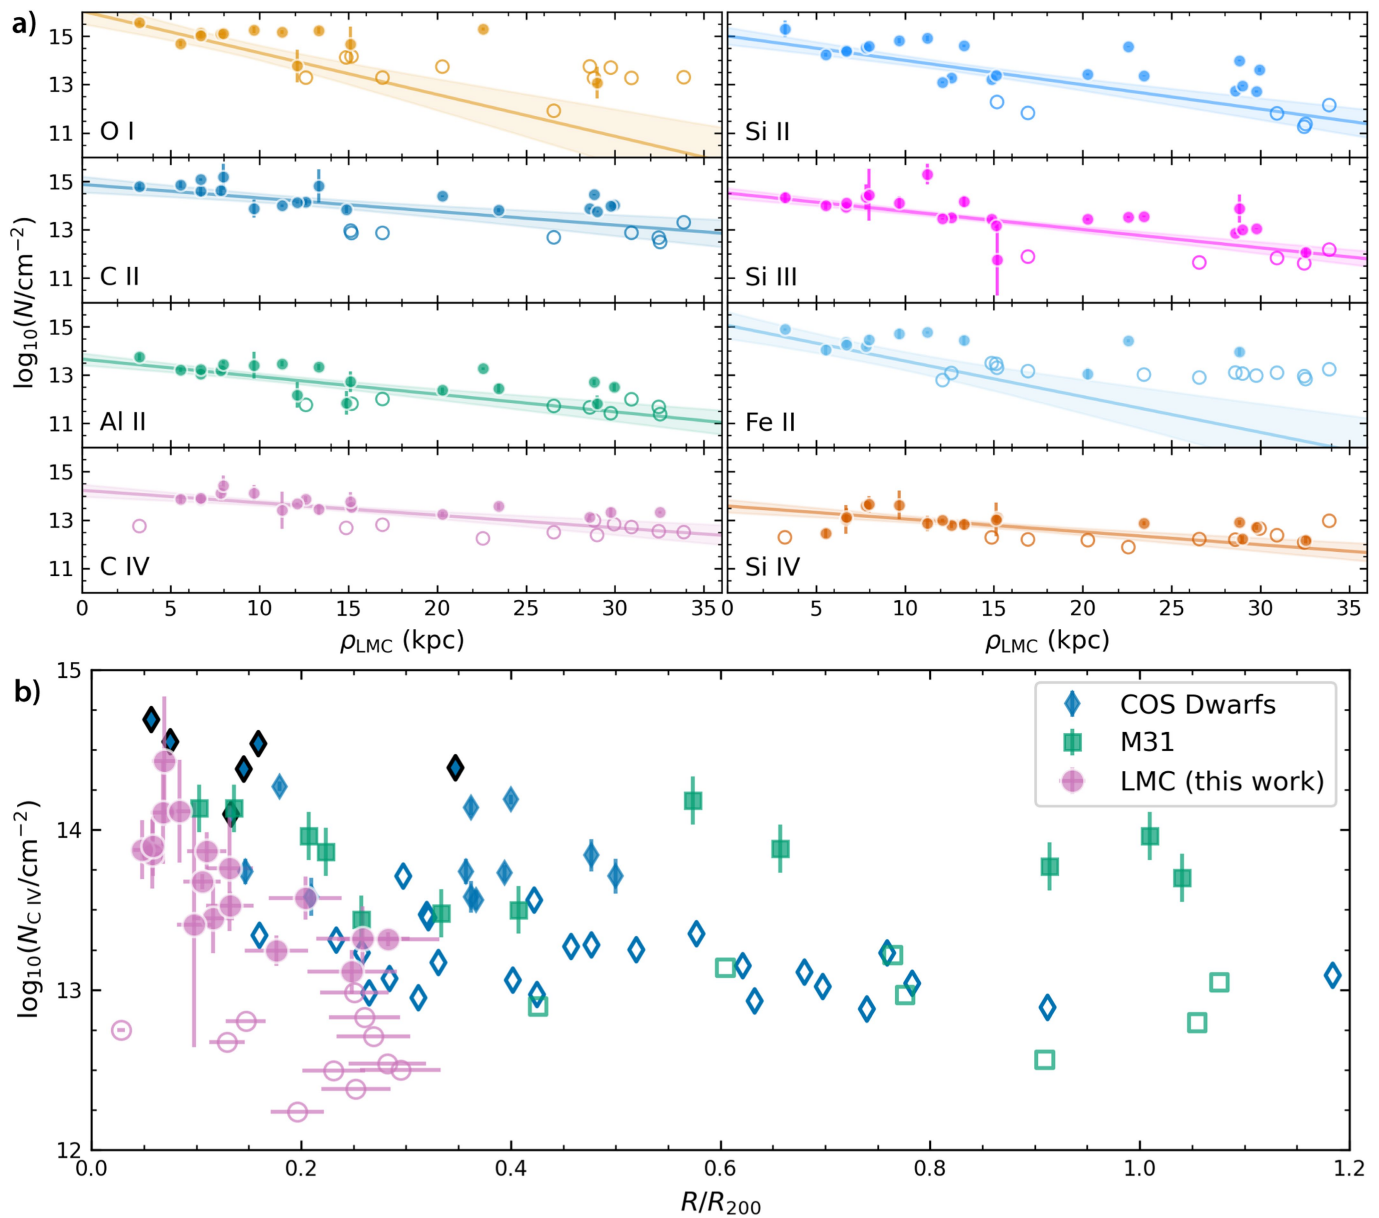 a)
15
13
11
O I
Si II
15
13
11
C II
Si III
log₁₀(N/cm⁻²)
15
13
11
Al II
Fe II
15
13
11
C IV
Si IV
0 5 10 15 20 25 30 35 0 5 10 15 20 25 30 35
ρLMC (kpc) ρLMC (kpc)
b)
15
14
13
12
log₁₀(NC IV/cm⁻²)
COS Dwarfs
M31
LMC (this work)
0.0 0.2 0.4 0.6 0.8 1.0 1.2
R/R₂₀₀